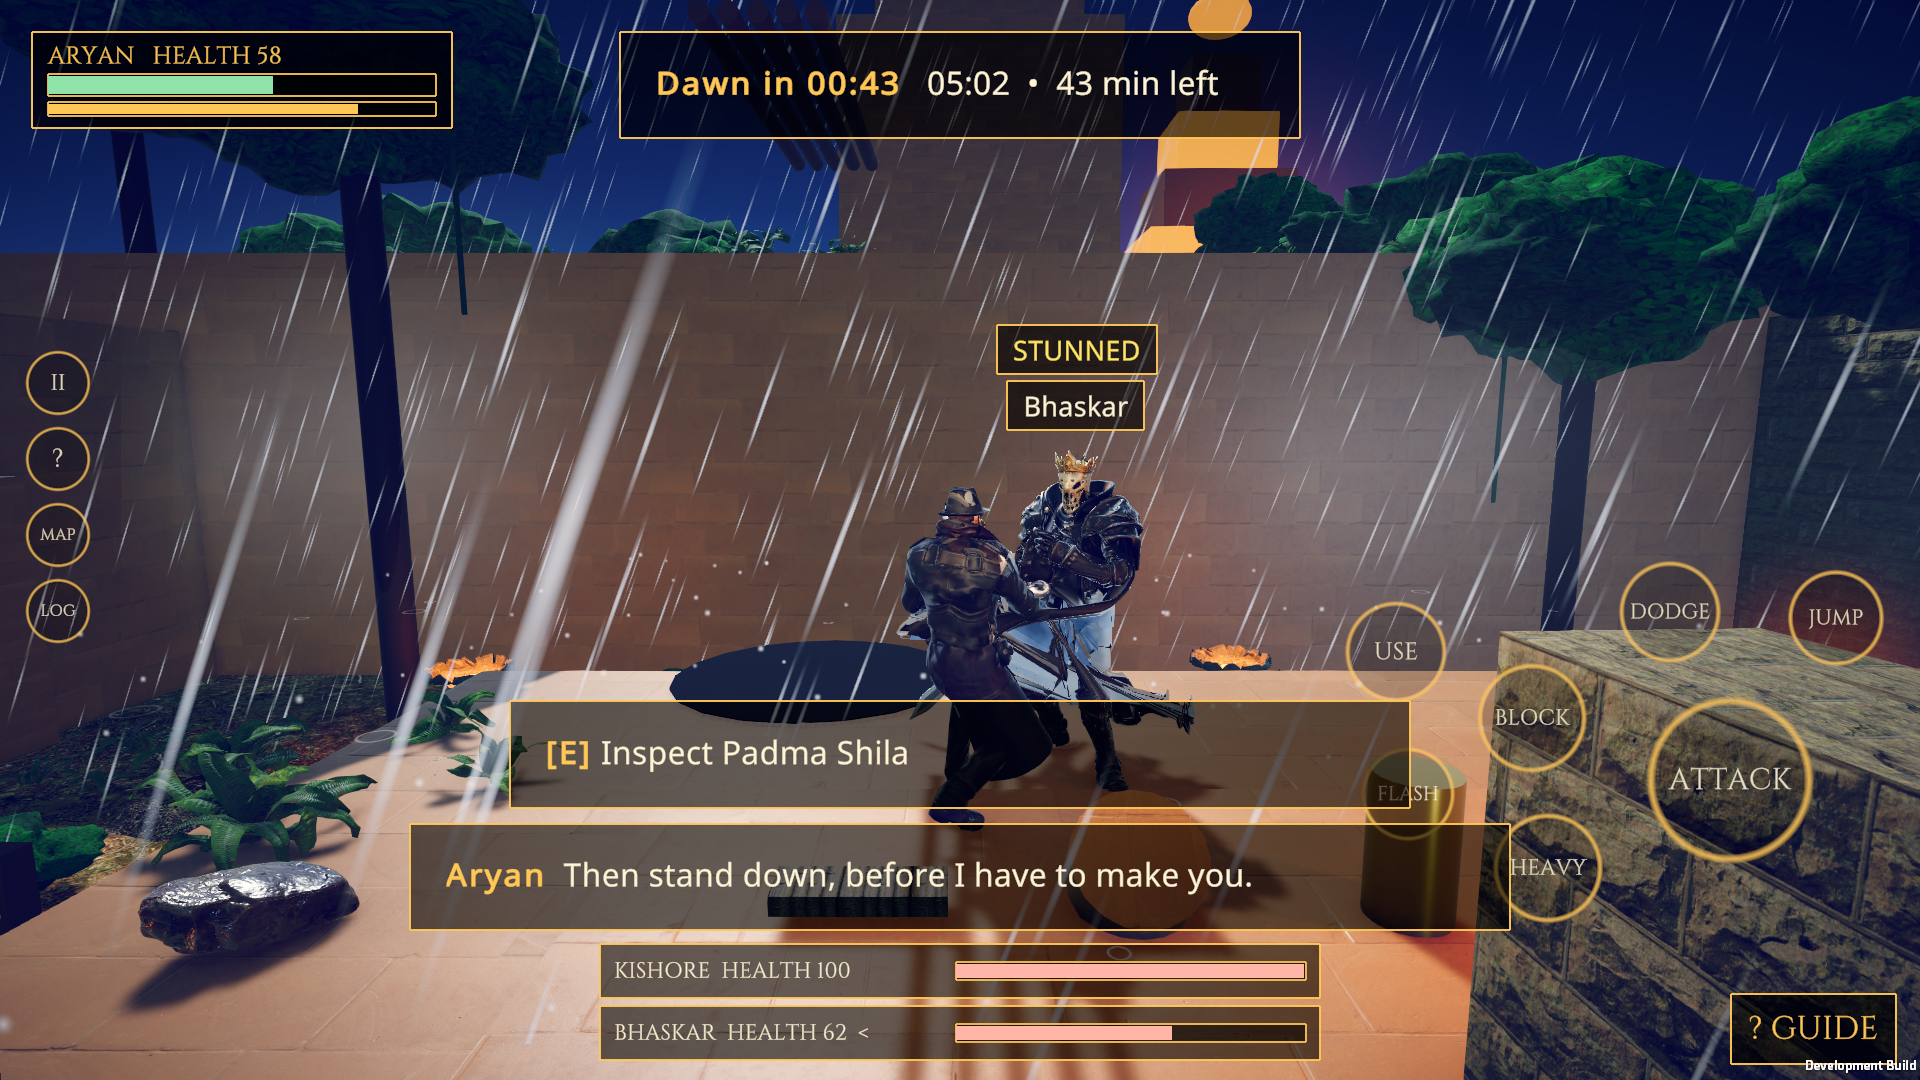 ARYAN HEALTH 58
Dawn in 00:43 05:02 • 43 min left
STUNNED
Bhaskar
II
?
MAP
LOG
USE
DODGE
JUMP
BLOCK
ATTACK
FLASH
HEAVY
[E] Inspect Padma Shila
Aryan Then stand down, before I have to make you.
KISHORE HEALTH 100
BHASKAR HEALTH 62 <
? GUIDE
Development Build